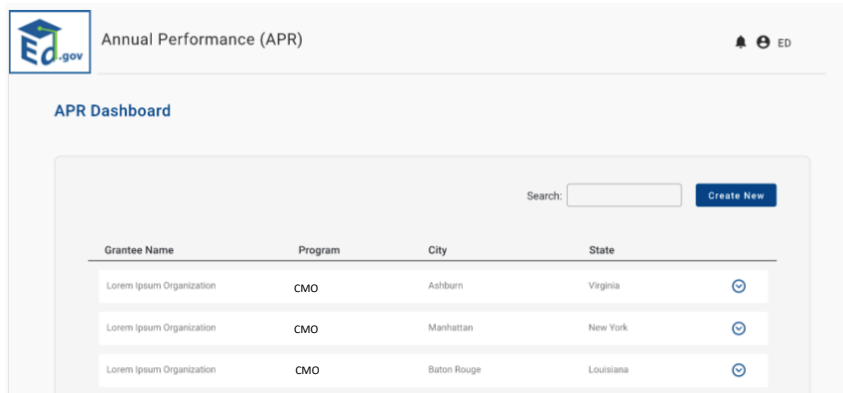 Ed.gov Annual Performance (APR) ED
APR Dashboard
Search: Create New
Grantee Name Program City State
Lorem Ipsum Organization CMO Ashburn Virginia
Lorem Ipsum Organization CMO Manhattan New York
Lorem Ipsum Organization CMO Baton Rouge Louisiana